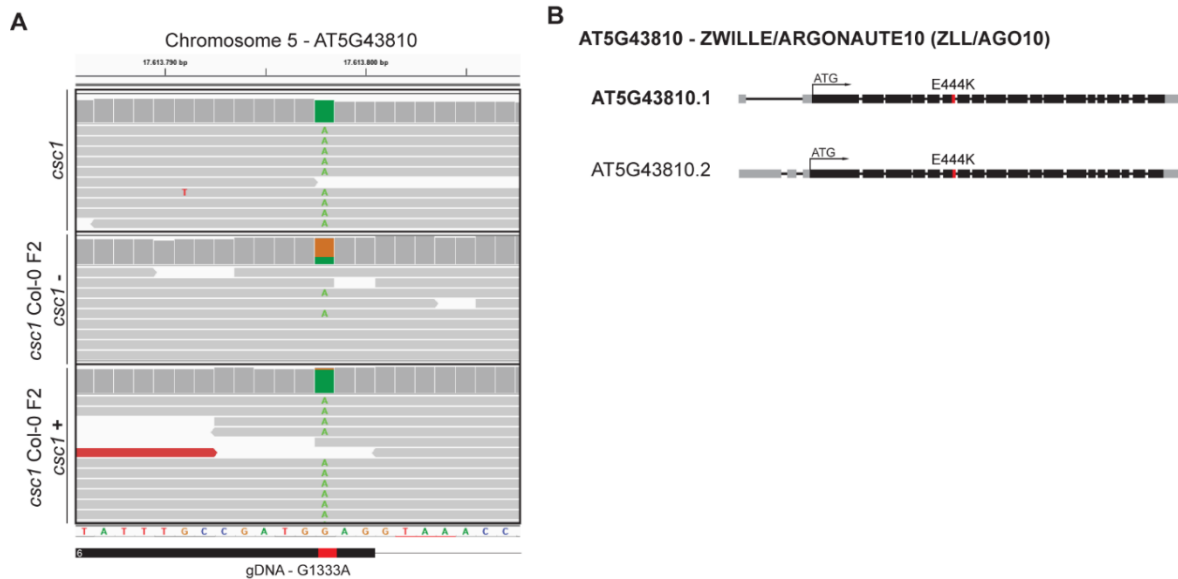 A
Chromosome 5 - AT5G43810
17.613.790 bp 17.613.800 bp
csc1
A
A
A
A
A
T A
A
A
A
csc1 Col-0 F2
csc1 -
A
A
csc1 Col-0 F2
csc1 +
A
A
A
A
A
A
A
A
A
A
T A T T T G C C G A T G G A G G T A A A C C
6
gDNA - G1333A
B
AT5G43810 - ZWILLE/ARGONAUTE10 (ZLL/AGO10)
AT5G43810.1
ATG
E444K
AT5G43810.2
ATG
E444K